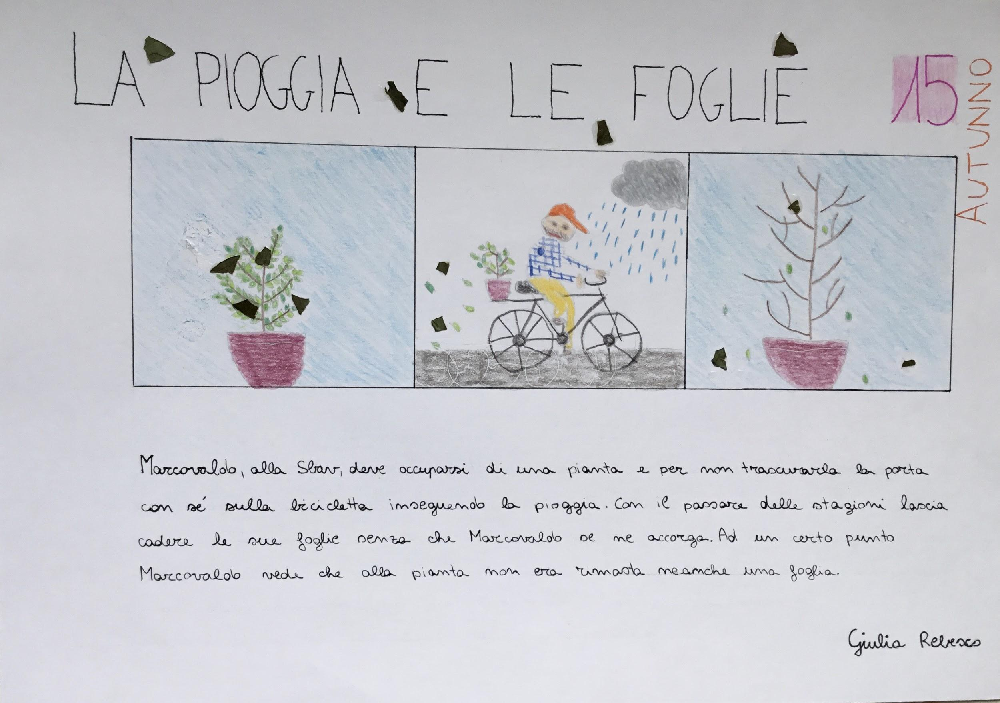 LA PIOGGIA E LE FOGLIE
15
AUTUNNO
Marcovaldo, alla Sbav, deve occuparsi di una pianta e per non trascurarla la porta
con sé sulla bicicletta inseguendo la pioggia. Con il passare delle stagioni lascia
cadere le sue foglie senza che Marcovaldo se ne accorga. Ad un certo punto
Marcovaldo vede che alla pianta non era rimasta neanche una foglia.
Giulia Rebesco